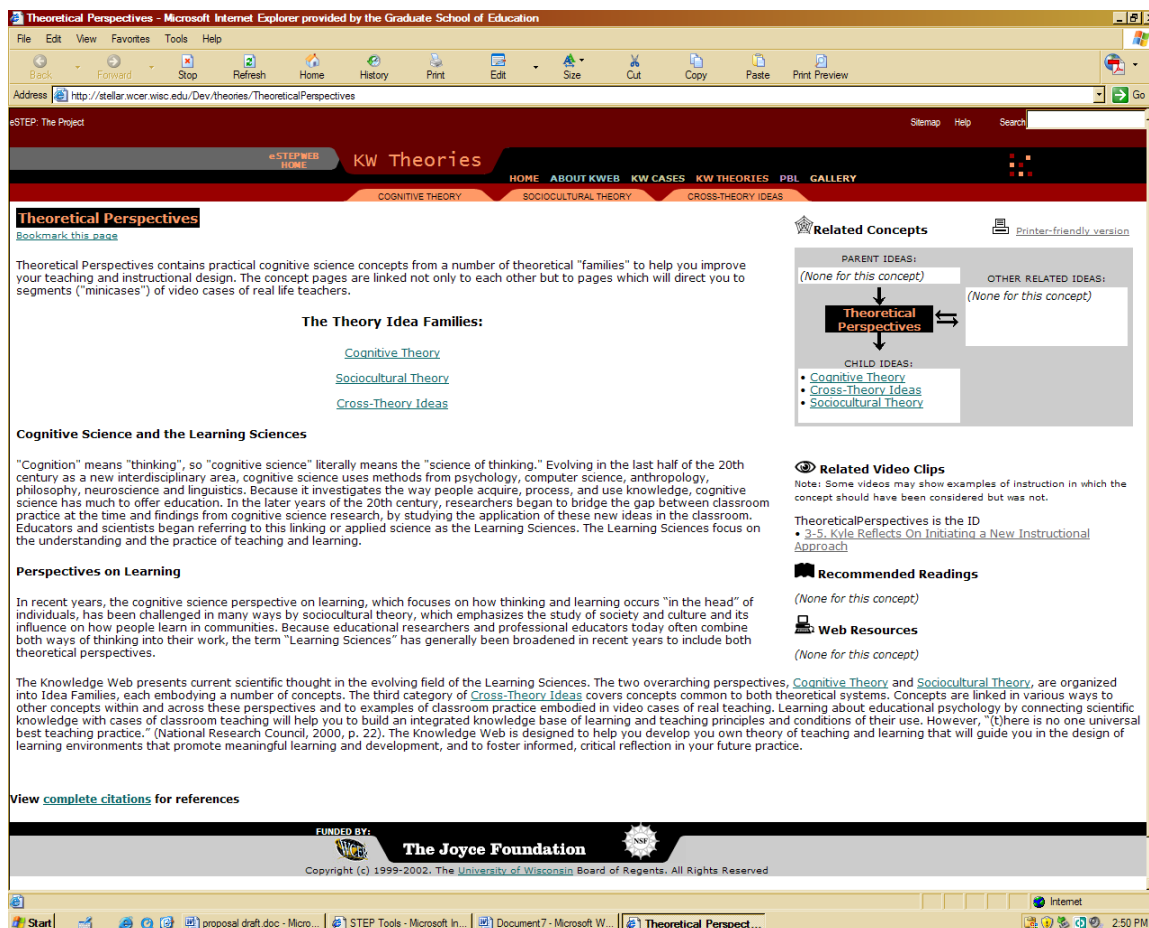 Theoretical Perspectives - Microsoft Internet Explorer provided by the Graduate School of Education
File Edit View Favorites Tools Help
Back Forward Stop Refresh Home History Print Edit Size Cut Copy Paste Print Preview
Address http://stellar.wcer.wisc.edu/Dev/theories/TheoreticalPerspectives Go
eSTEP: The Project Sitemap Help Search
eSTEPWEB
HOME
KW Theories
HOME ABOUT KWEB KW CASES KW THEORIES PBL GALLERY
COGNITIVE THEORY SOCIOCULTURAL THEORY CROSS-THEORY IDEAS
Theoretical Perspectives
Bookmark this page
Theoretical Perspectives contains practical cognitive science concepts from a number of theoretical "families" to help you improve
your teaching and instructional design. The concept pages are linked not only to each other but to pages which will direct you to
segments ("minicases") of video cases of real life teachers.
The Theory Idea Families:
Cognitive Theory
Sociocultural Theory
Cross-Theory Ideas
Cognitive Science and the Learning Sciences
"Cognition" means "thinking", so "cognitive science" literally means the "science of thinking." Evolving in the last half of the 20th
century as a new interdisciplinary area, cognitive science uses methods from psychology, computer science, anthropology,
philosophy, neuroscience and linguistics. Because it investigates the way people acquire, process, and use knowledge, cognitive
science has much to offer education. In the later years of the 20th century, researchers began to bridge the gap between classroom
practice at the time and findings from cognitive science research, by studying the application of these new ideas in the classroom.
Educators and scientists began referring to this linking or applied science as the Learning Sciences. The Learning Sciences focus on
the understanding and the practice of teaching and learning.
Perspectives on Learning
In recent years, the cognitive science perspective on learning, which focuses on how thinking and learning occurs “in the head” of
individuals, has been challenged in many ways by sociocultural theory, which emphasizes the study of society and culture and its
influence on how people learn in communities. Because educational researchers and professional educators today often combine
both ways of thinking into their work, the term “Learning Sciences” has generally been broadened in recent years to include both
theoretical perspectives.
Related Concepts
Printer-friendly version
PARENT IDEAS:
(None for this concept)
OTHER RELATED IDEAS:
(None for this concept)
Theoretical
Perspectives
CHILD IDEAS:
• Cognitive Theory
• Cross-Theory Ideas
• Sociocultural Theory
Related Video Clips
Note: Some videos may show examples of instruction in which the
concept should have been considered but was not.
TheoreticalPerspectives is the ID
• 3-5. Kyle Reflects On Initiating a New Instructional
Approach
Recommended Readings
(None for this concept)
Web Resources
(None for this concept)
The Knowledge Web presents current scientific thought in the evolving field of the Learning Sciences. The two overarching perspectives, Cognitive Theory and Sociocultural Theory, are organized
into Idea Families, each embodying a number of concepts. The third category of Cross-Theory Ideas covers concepts common to both theoretical systems. Concepts are linked in various ways to
other concepts within and across these perspectives and to examples of classroom practice embodied in video cases of real teaching. Learning about educational psychology by connecting scientific
knowledge with cases of classroom teaching will help you to build an integrated knowledge base of learning and teaching principles and conditions of their use. However, “(t)here is no one universal
best teaching practice.” (National Research Council, 2000, p. 22). The Knowledge Web is designed to help you develop you own theory of teaching and learning that will guide you in the design of
learning environments that promote meaningful learning and development, and to foster informed, critical reflection in your future practice.
View complete citations for references
FUNDED BY:
WCER The Joyce Foundation NSF
Copyright (c) 1999-2002. The University of Wisconsin Board of Regents. All Rights Reserved
Internet
Start proposal draft.doc - Micro... STEP Tools - Microsoft In... Document7 - Microsoft W... Theoretical Perspect... 2:50 PM